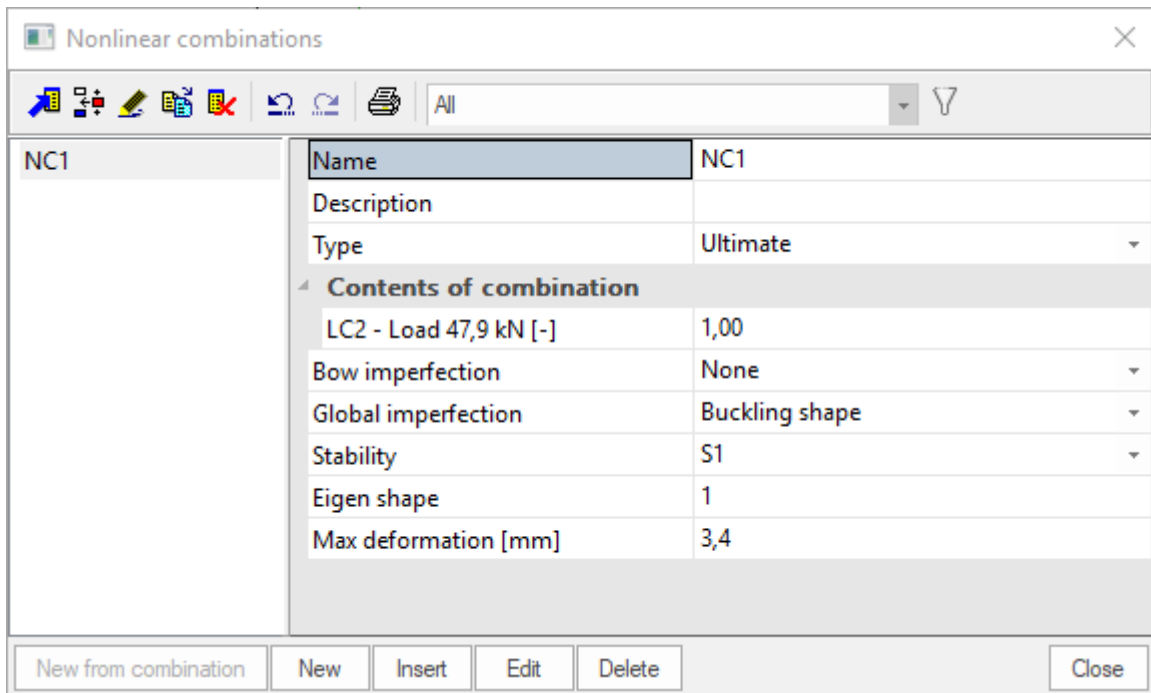 Nonlinear combinations
All
NC1
Name NC1
Description
Type Ultimate
Contents of combination
LC2 - Load 47,9 kN [-] 1,00
Bow imperfection None
Global imperfection Buckling shape
Stability S1
Eigen shape 1
Max deformation [mm] 3,4
New from combination New Insert Edit Delete Close